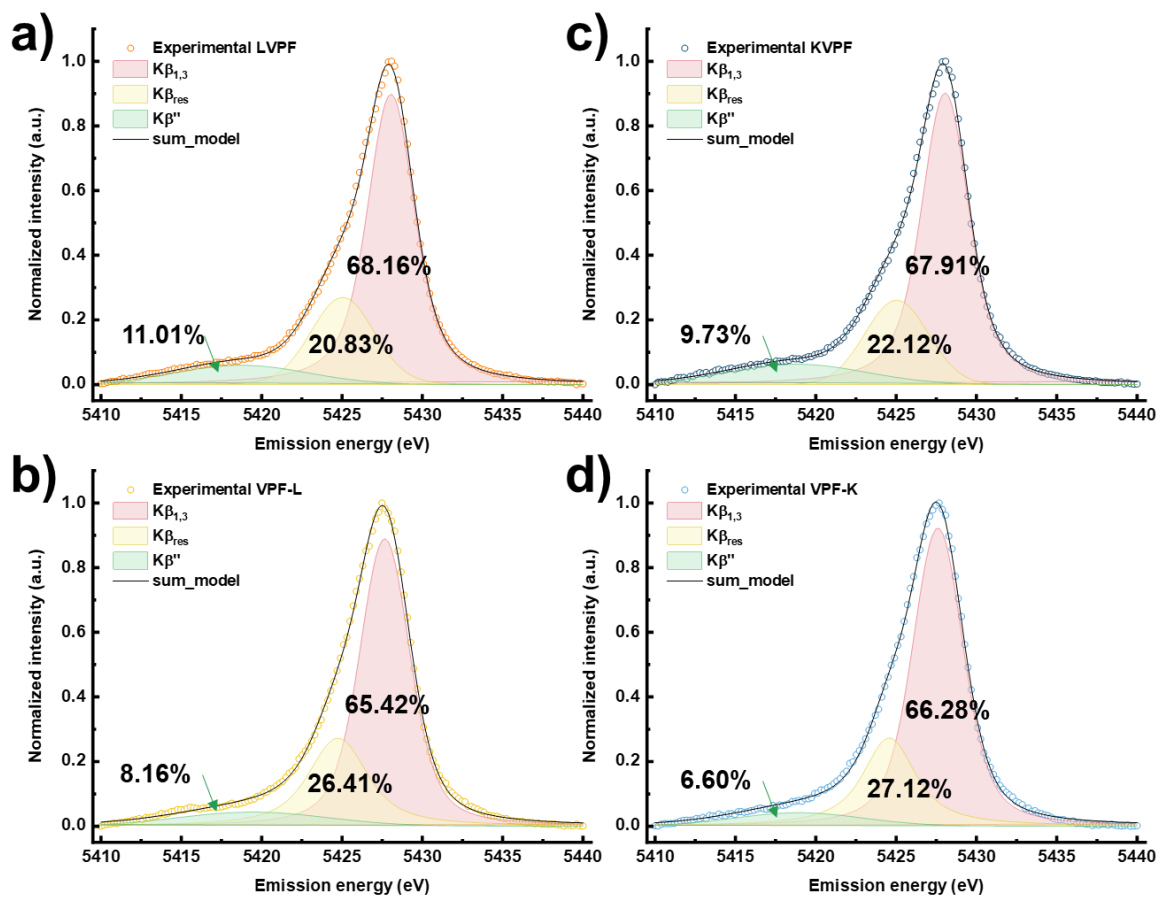 a)
Experimental LVPF
Kβ1,3
Kβres
Kβ"
sum_model
68.16%
11.01%
20.83%
Normalized intensity (a.u.)
1.0
0.8
0.6
0.4
0.2
0.0
5410 5415 5420 5425 5430 5435 5440
Emission energy (eV)
c)
Experimental KVPF
Kβ1,3
Kβres
Kβ"
sum_model
67.91%
9.73%
22.12%
Normalized intensity (a.u.)
1.0
0.8
0.6
0.4
0.2
0.0
5410 5415 5420 5425 5430 5435 5440
Emission energy (eV)
b)
Experimental VPF-L
Kβ1,3
Kβres
Kβ"
sum_model
65.42%
8.16%
26.41%
Normalized intensity (a.u.)
1.0
0.8
0.6
0.4
0.2
0.0
5410 5415 5420 5425 5430 5435 5440
Emission energy (eV)
d)
Experimental VPF-K
Kβ1,3
Kβres
Kβ"
sum_model
66.28%
6.60%
27.12%
Normalized intensity (a.u.)
1.0
0.8
0.6
0.4
0.2
0.0
5410 5415 5420 5425 5430 5435 5440
Emission energy (eV)